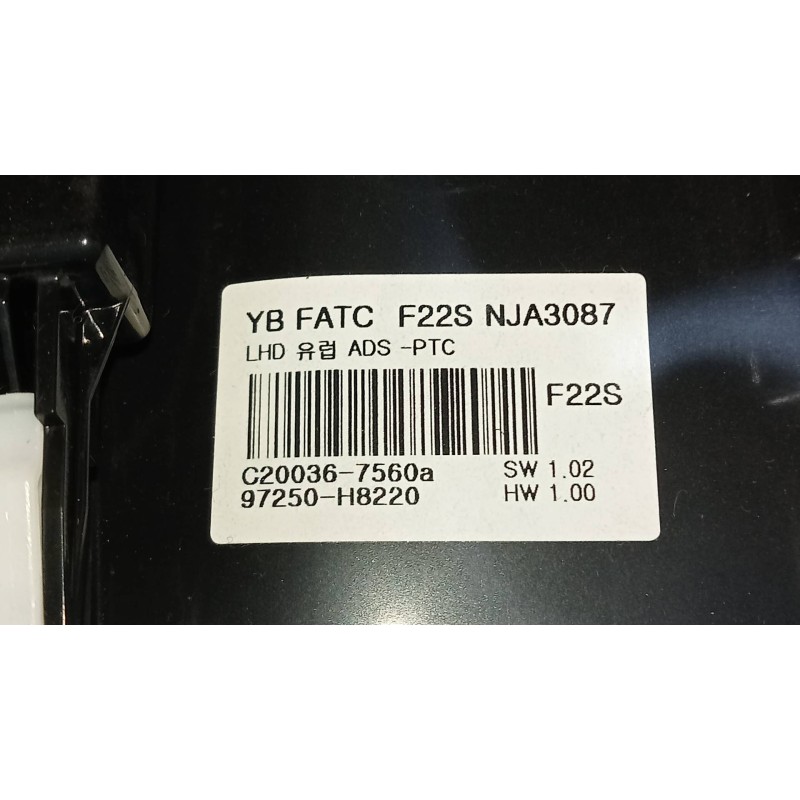 YB FATC F22S NJA3087
LHD 유럽 ADS -PTC
F22S
C20036-7560a SW 1.02
97250-H8220 HW 1.00